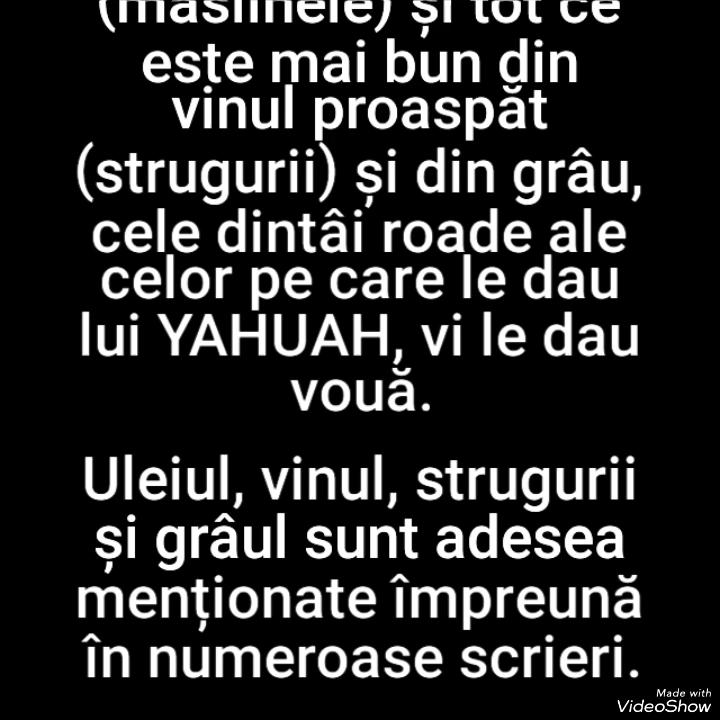 (măslinele) și tot ce
este mai bun din
vinul proaspăt
(strugurii) și din grâu,
cele dintâi roade ale
celor pe care le dau
lui YAHUAH, vi le dau
vouă.
Uleiul, vinul, strugurii
și grâul sunt adesea
menționate împreună
în numeroase scrieri.
Made with
VideoShow